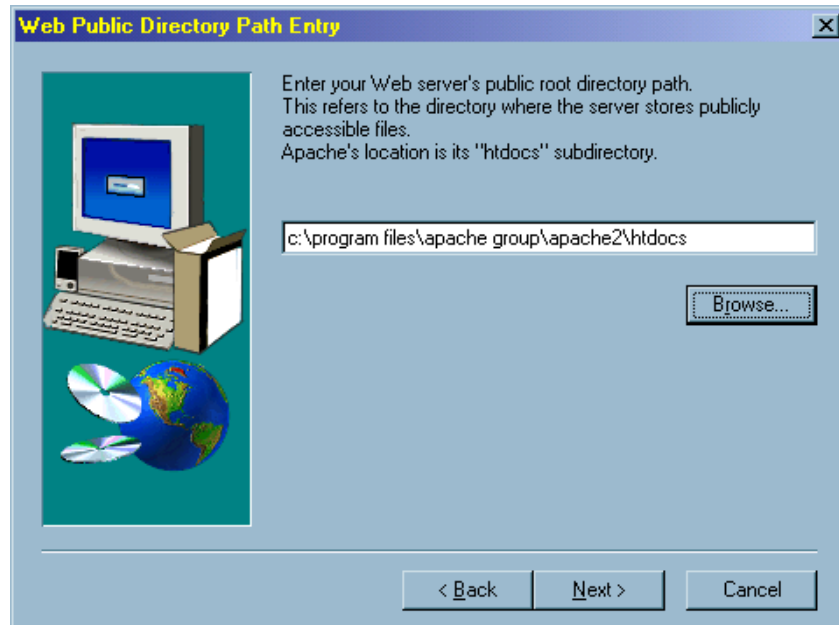 Web Public Directory Path Entry
Enter your Web server's public root directory path.
This refers to the directory where the server stores publicly
accessible files.
Apache's location is its "htdocs" subdirectory.
c:\program files\apache group\apache2\htdocs
Browse...
< Back
Next >
Cancel